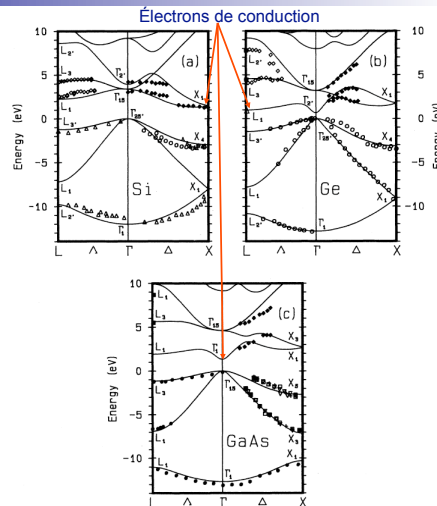 Électrons de conduction
10
5
0
−5
−10
Energy (eV)
L₂'
L₃
L₁
L₃'
L₁
L₂'
Γ₂'
Γ₁₅
Γ₂₅'
Γ₁
(a)
X₁
X₄
X₁
Si
L Λ Γ Δ X
L₂'
L₃
L₁
L₃'
L₁
L₂'
Γ₁₅
Γ₂'
Γ₂₅'
Γ₁
(b)
X₁
X₄
X₁
Ge
10
5
0
−5
−10
Energy (eV)
L Λ Γ Δ X
10
5
0
−5
−10
Energy (eV)
L₁
L₃
L₁
L₃
L₁
L₁
Γ₁₅
Γ₁
Γ₁₅
Γ₁
(c)
X₃
X₁
X₅
X₃
X₁
GaAs
L Λ Γ Δ X